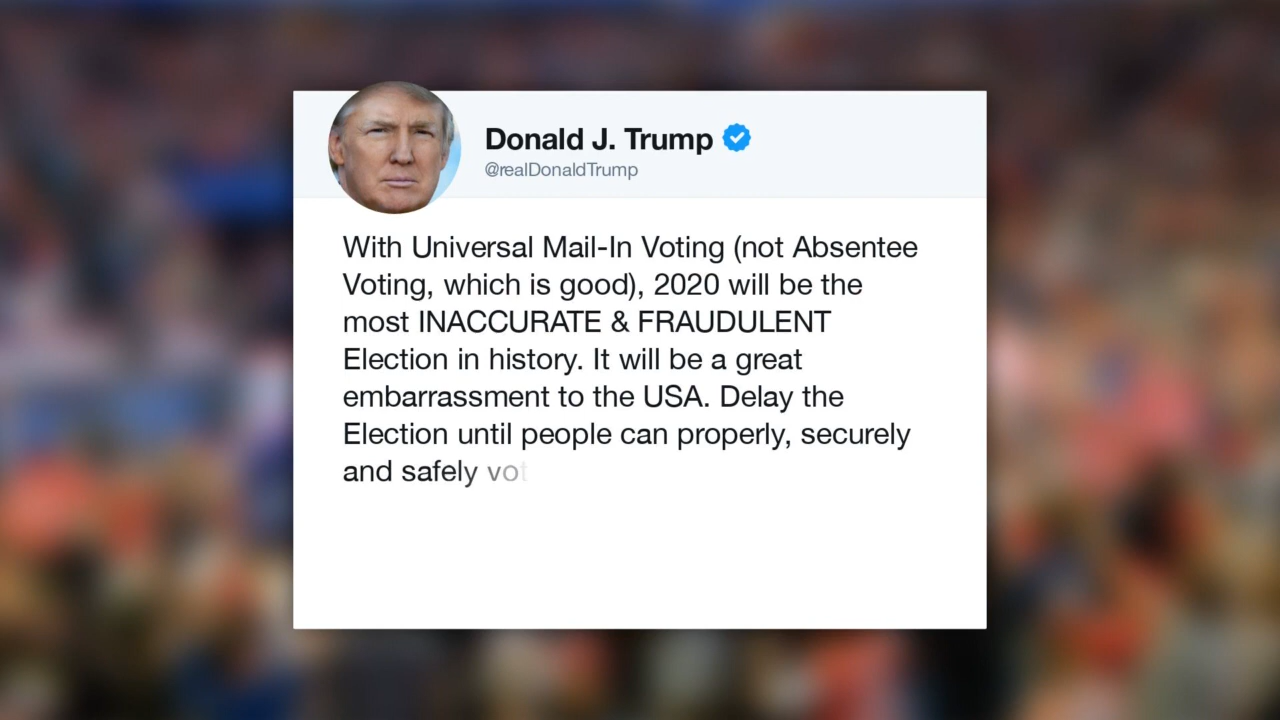 Donald J. Trump
@realDonaldTrump
With Universal Mail-In Voting (not Absentee
Voting, which is good), 2020 will be the
most INACCURATE & FRAUDULENT
Election in history. It will be a great
embarrassment to the USA. Delay the
Election until people can properly, securely
and safely vot